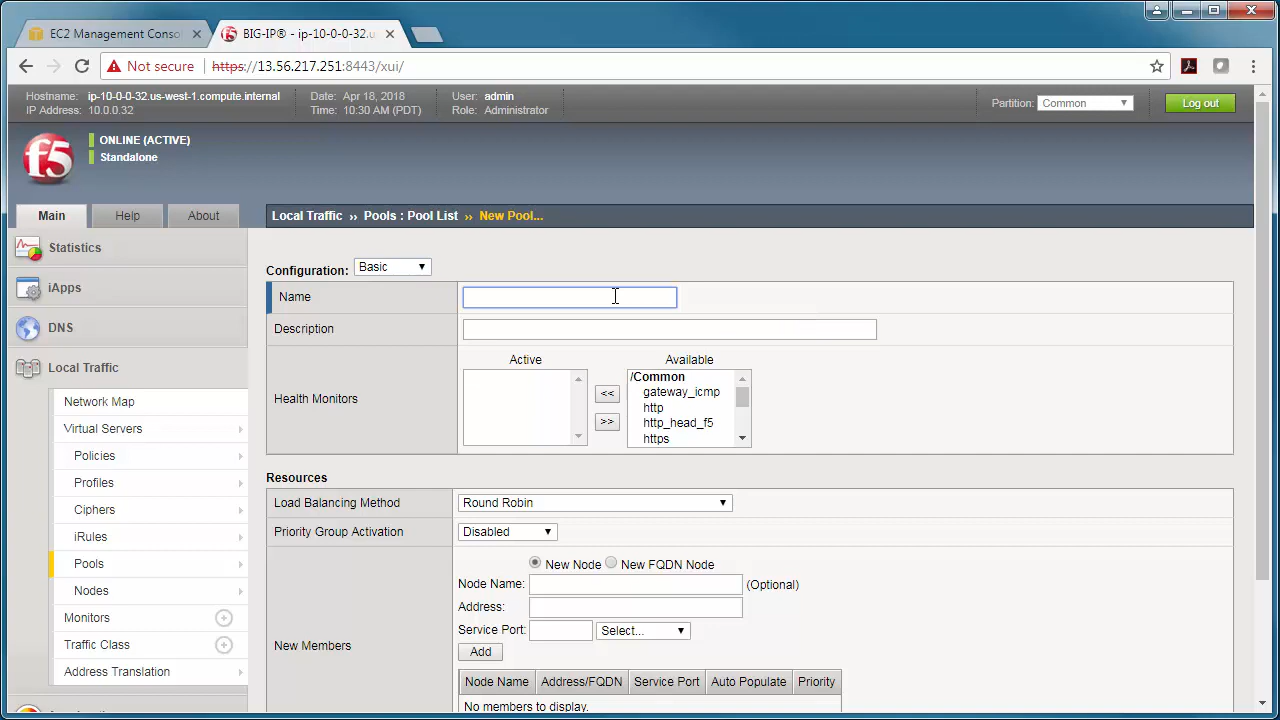 EC2 Management Consol
BIG-IP® - ip-10-0-0-32.u
Not secure https://13.56.217.251:8443/xui/
Hostname: ip-10-0-0-32.us-west-1.compute.internal Date: Apr 18, 2018 User: admin
IP Address: 10.0.0.32 Time: 10:30 AM (PDT) Role: Administrator
Partition: Common Log out
f5 ONLINE (ACTIVE)
Standalone
Main Help About
Local Traffic ›› Pools : Pool List ›› New Pool...
Statistics
iApps
DNS
Local Traffic
Network Map
Virtual Servers
Policies
Profiles
Ciphers
iRules
Pools
Nodes
Monitors
Traffic Class
Address Translation
Configuration: Basic
Name
Description
Health Monitors
Active Available
/Common
gateway_icmp
http
http_head_f5
https
<<
>>
Resources
Load Balancing Method Round Robin
Priority Group Activation Disabled
New Members
New Node New FQDN Node
Node Name: (Optional)
Address:
Service Port: Select...
Add
Node Name Address/FQDN Service Port Auto Populate Priority
No members to display.